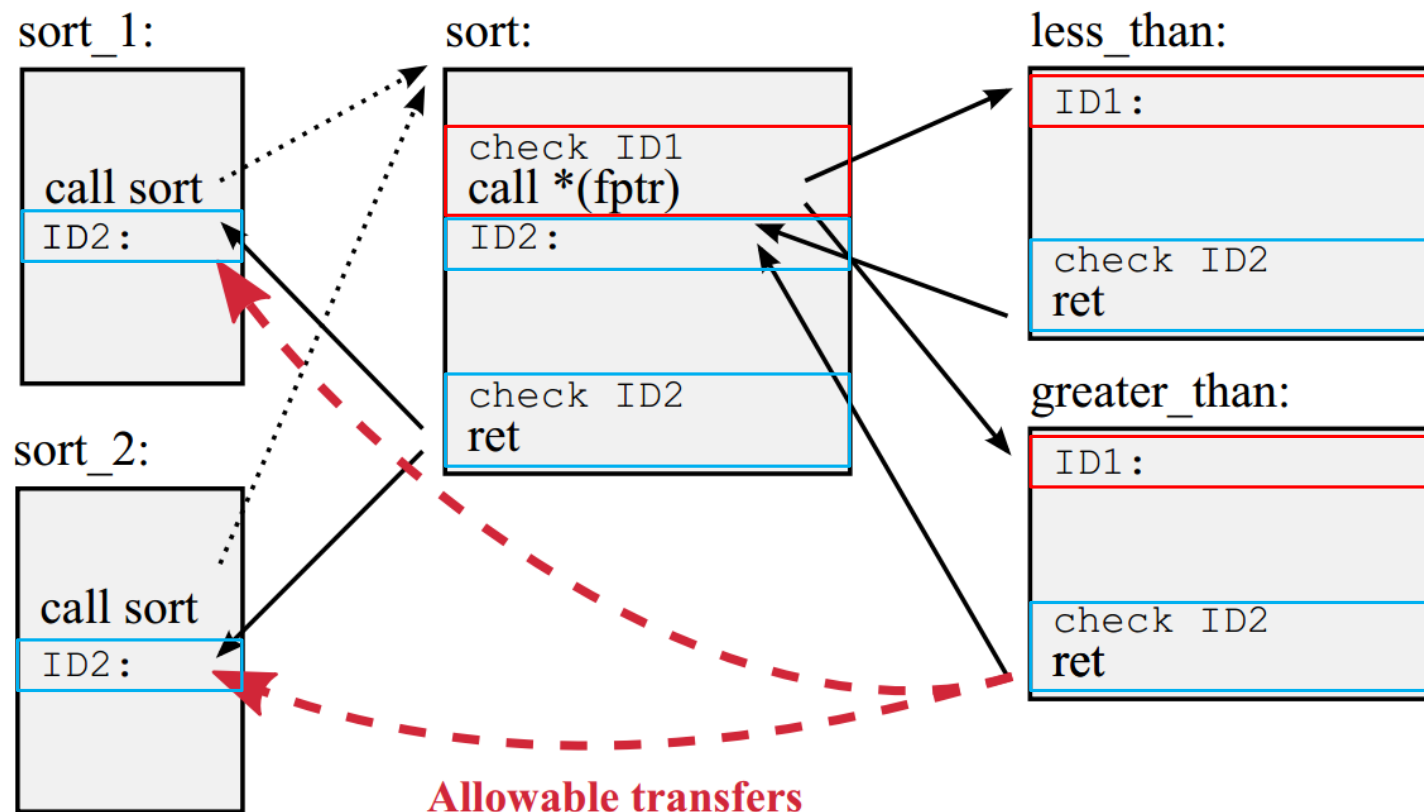 sort_1:
call sort
ID2:
sort_2:
call sort
ID2:
sort:
check ID1
call *(fptr)
ID2:
check ID2
ret
less_than:
ID1:
check ID2
ret
greater_than:
ID1:
check ID2
ret
Allowable transfers